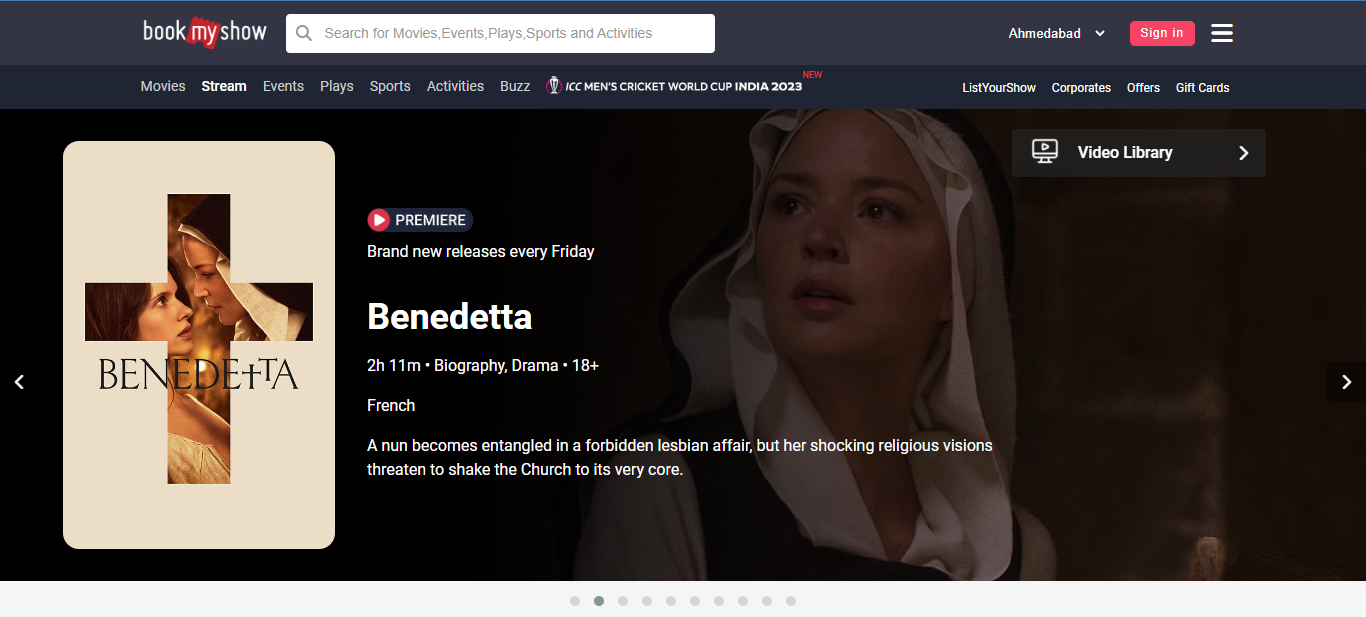 book my show
Search for Movies,Events,Plays,Sports and Activities
Ahmedabad
Sign in
Movies Stream Events Plays Sports Activities Buzz ICC MEN'S CRICKET WORLD CUP INDIA 2023 NEW
ListYourShow Corporates Offers Gift Cards
Video Library
BENEDETTA
PREMIERE
Brand new releases every Friday
Benedetta
2h 11m • Biography, Drama • 18+
French
A nun becomes entangled in a forbidden lesbian affair, but her shocking religious visions
threaten to shake the Church to its very core.